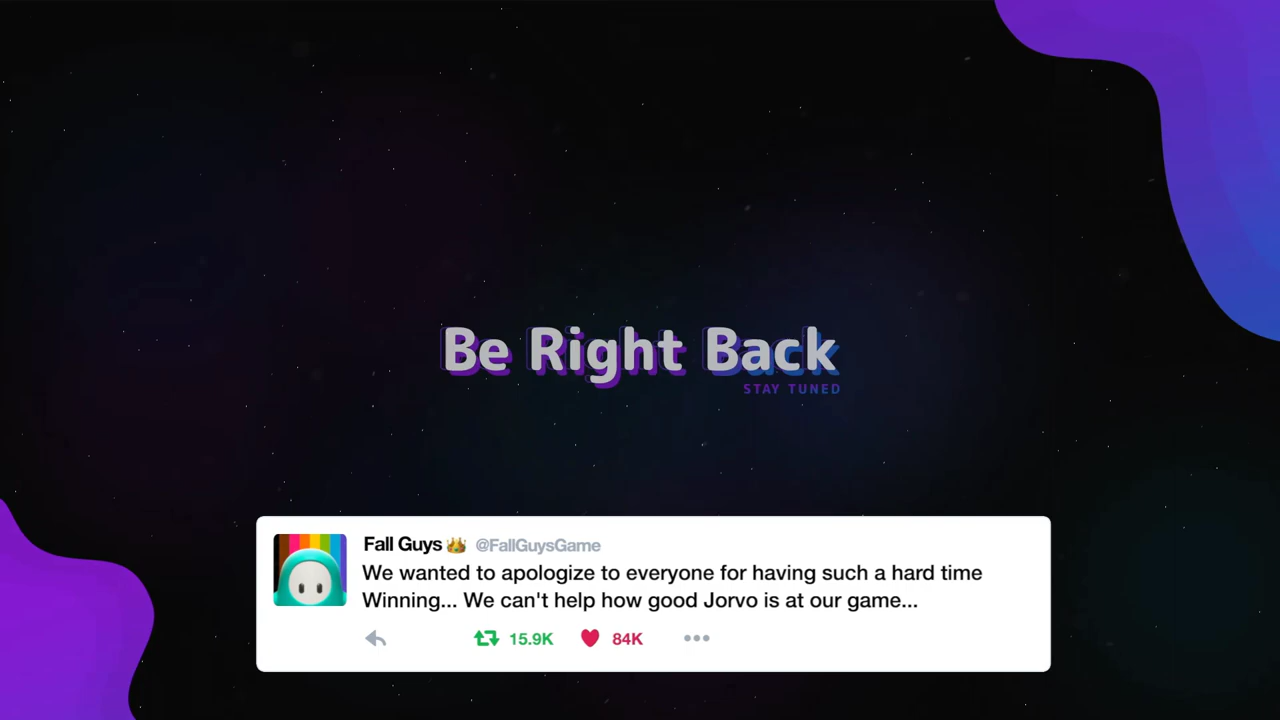 Be Right Back
STAY TUNED
Fall Guys 👑 @FallGuysGame
We wanted to apologize to everyone for having such a hard time
Winning... We can't help how good Jorvo is at our game...
15.9K 84K